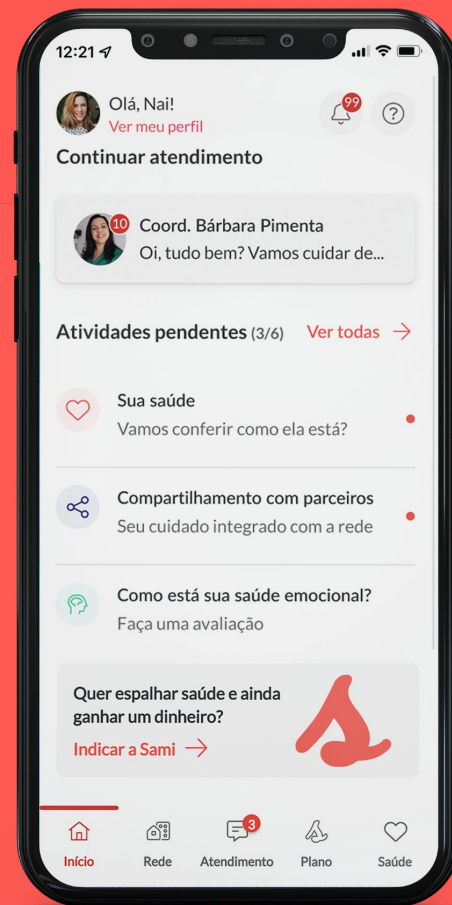 12:21
Olá, Nai!
99
?
Ver meu perfil
Continuar atendimento
10
Coord. Bárbara Pimenta
Oi, tudo bem? Vamos cuidar de...
Atividades pendentes (3/6) Ver todas
Sua saúde
Vamos conferir como ela está?
Compartilhamento com parceiros
Seu cuidado integrado com a rede
Como está sua saúde emocional?
Faça uma avaliação
Quer espalhar saúde e ainda
ganhar um dinheiro?
Indicar a Sami
3
Início Rede Atendimento Plano Saúde